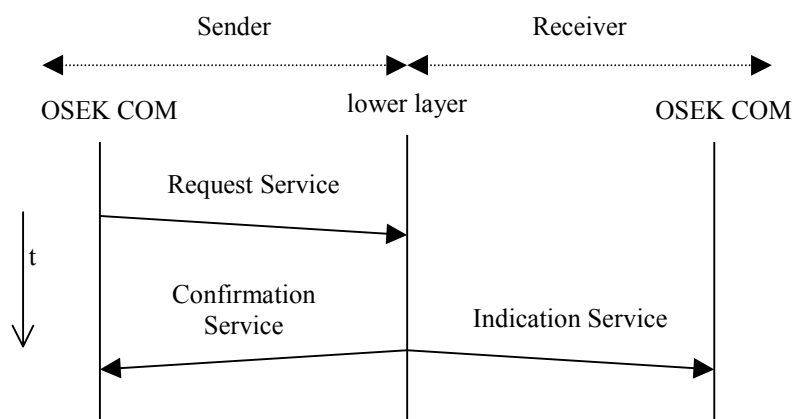 Sender
Receiver
OSEK COM
lower layer
OSEK COM
Request Service
t
Confirmation
Service
Indication Service